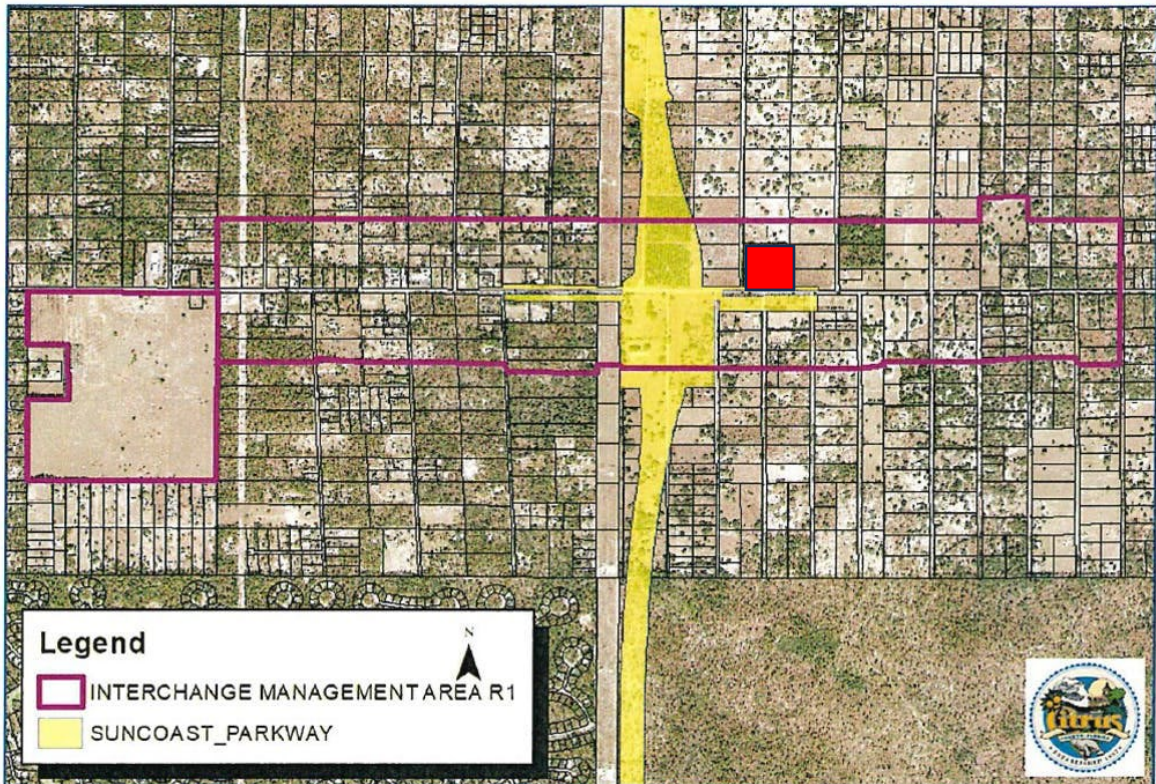 Legend
N
INTERCHANGE MANAGEMENT AREA R1
SUNCOAST_PARKWAY
Citrus